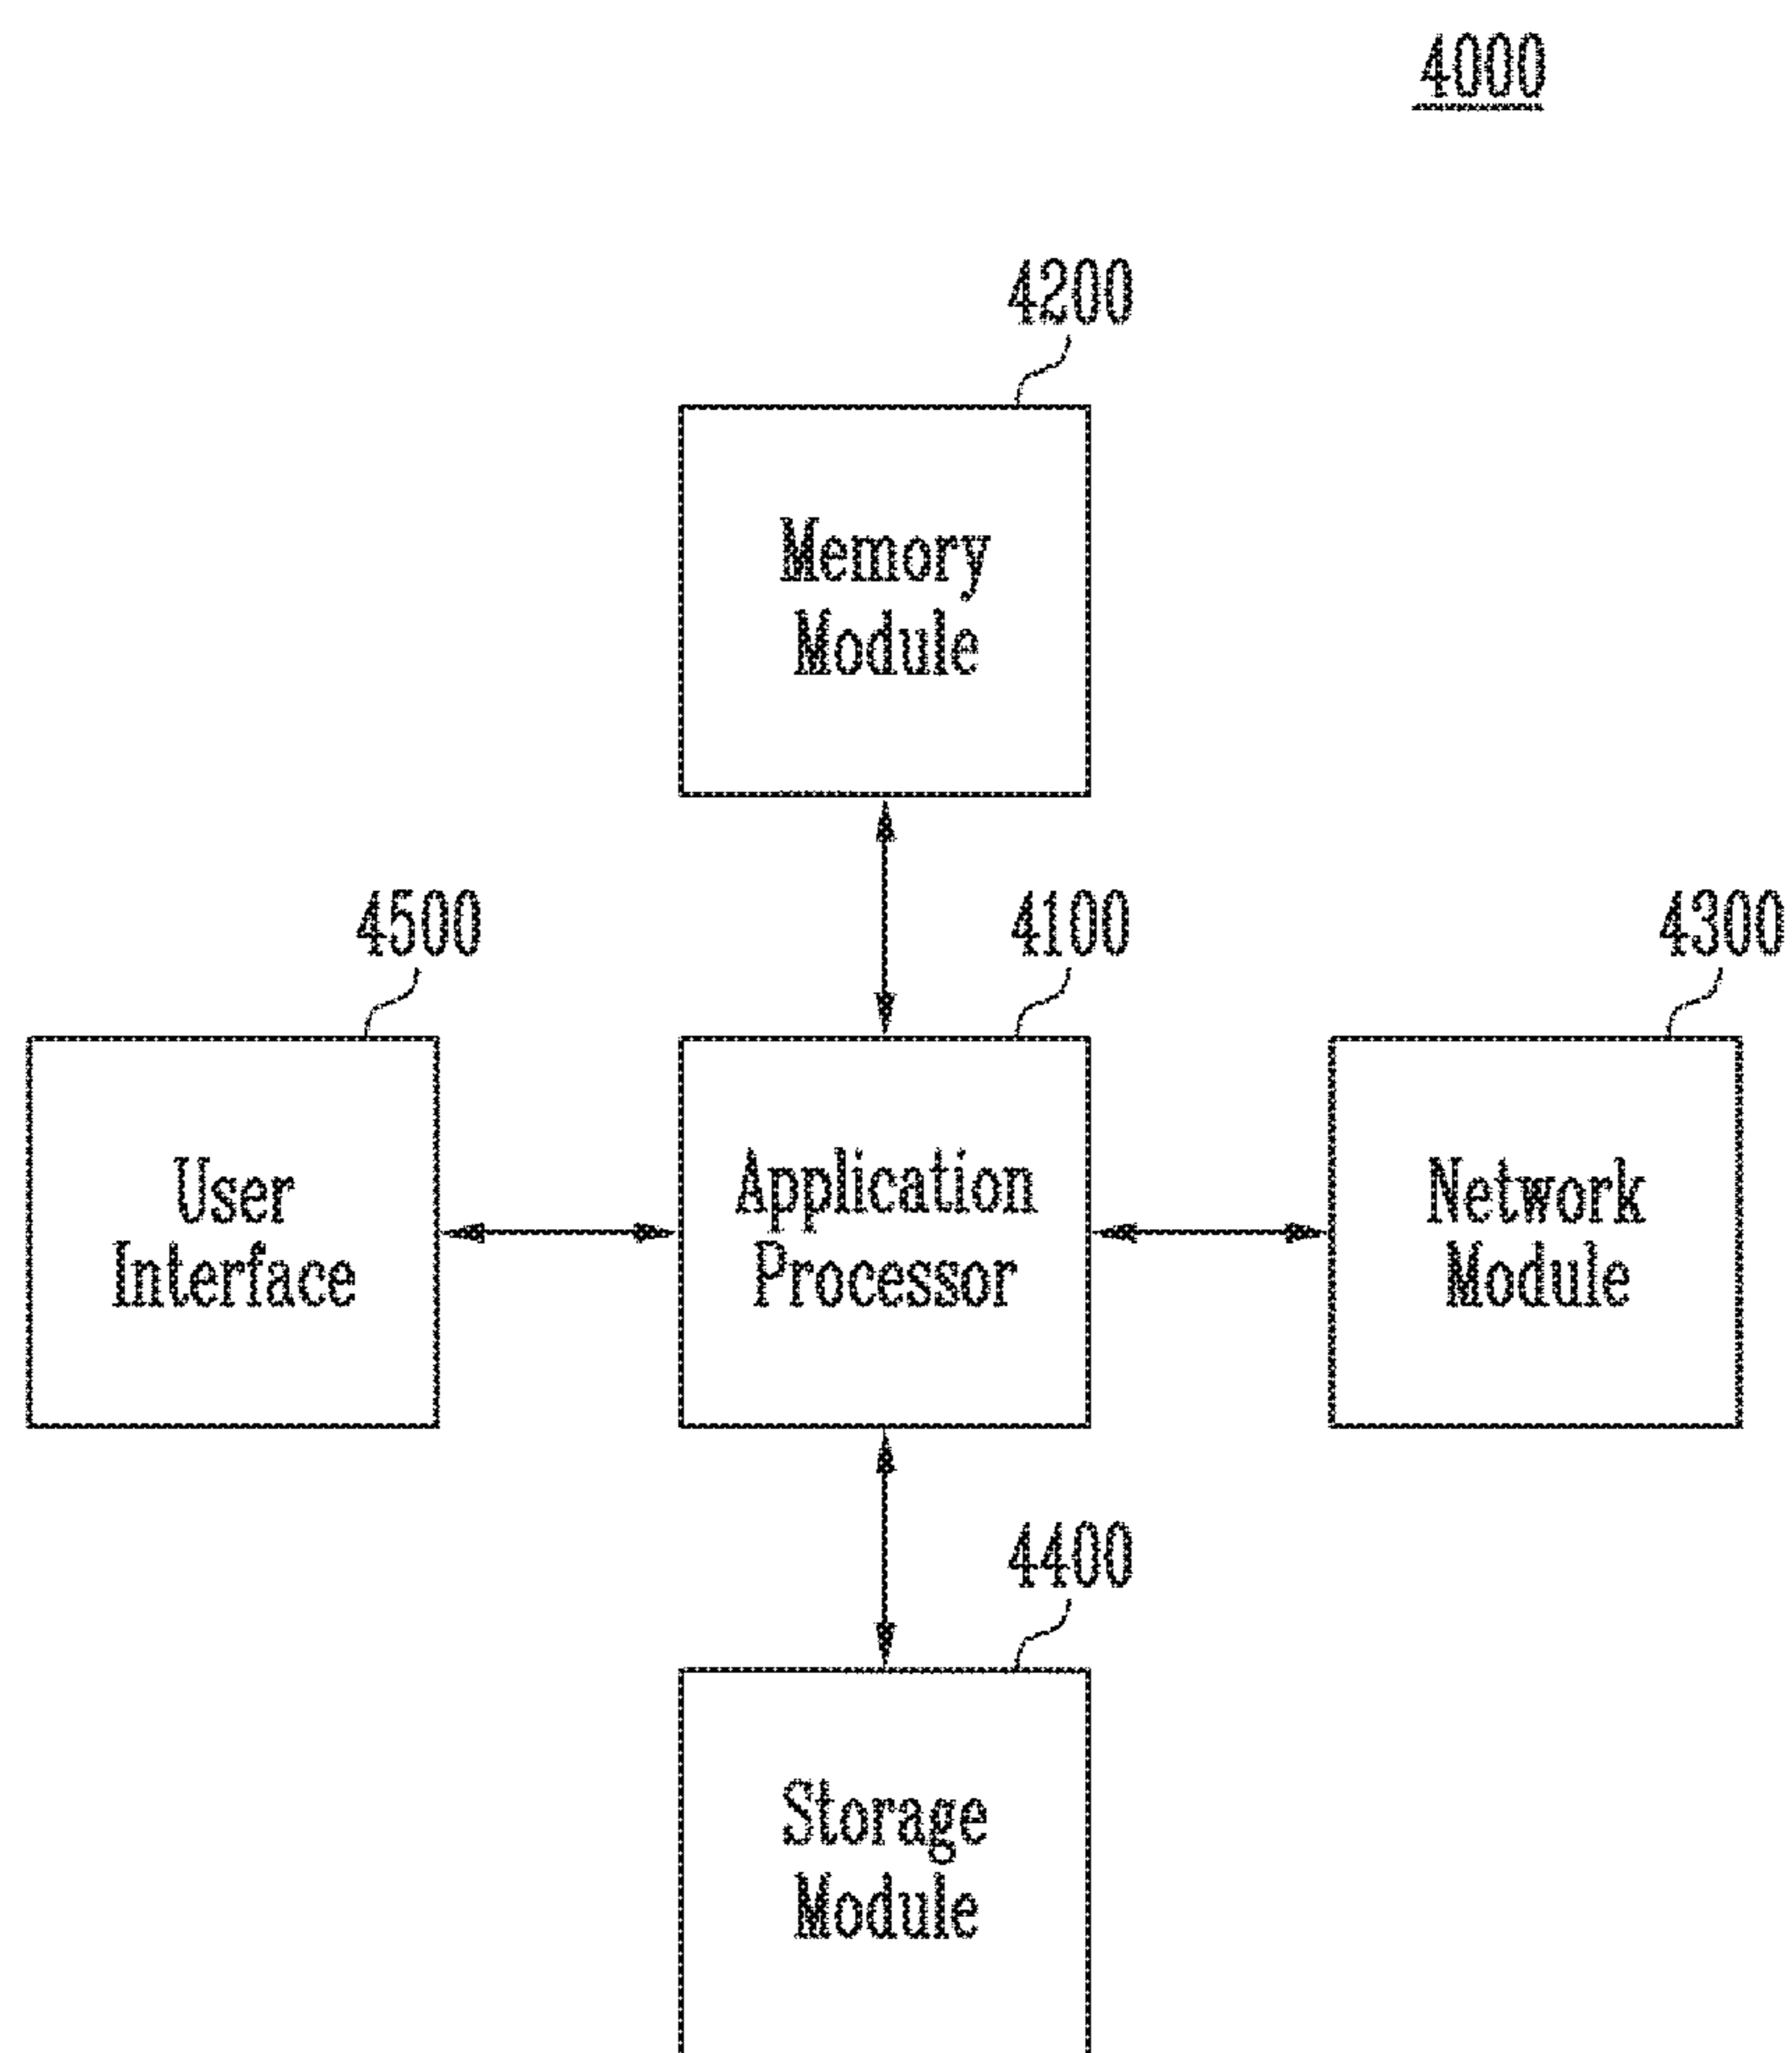 4000
4200
Memory
Module
4500
4100
4300
User
Interface
Application
Processor
Network
Module
4400
Storage
Module